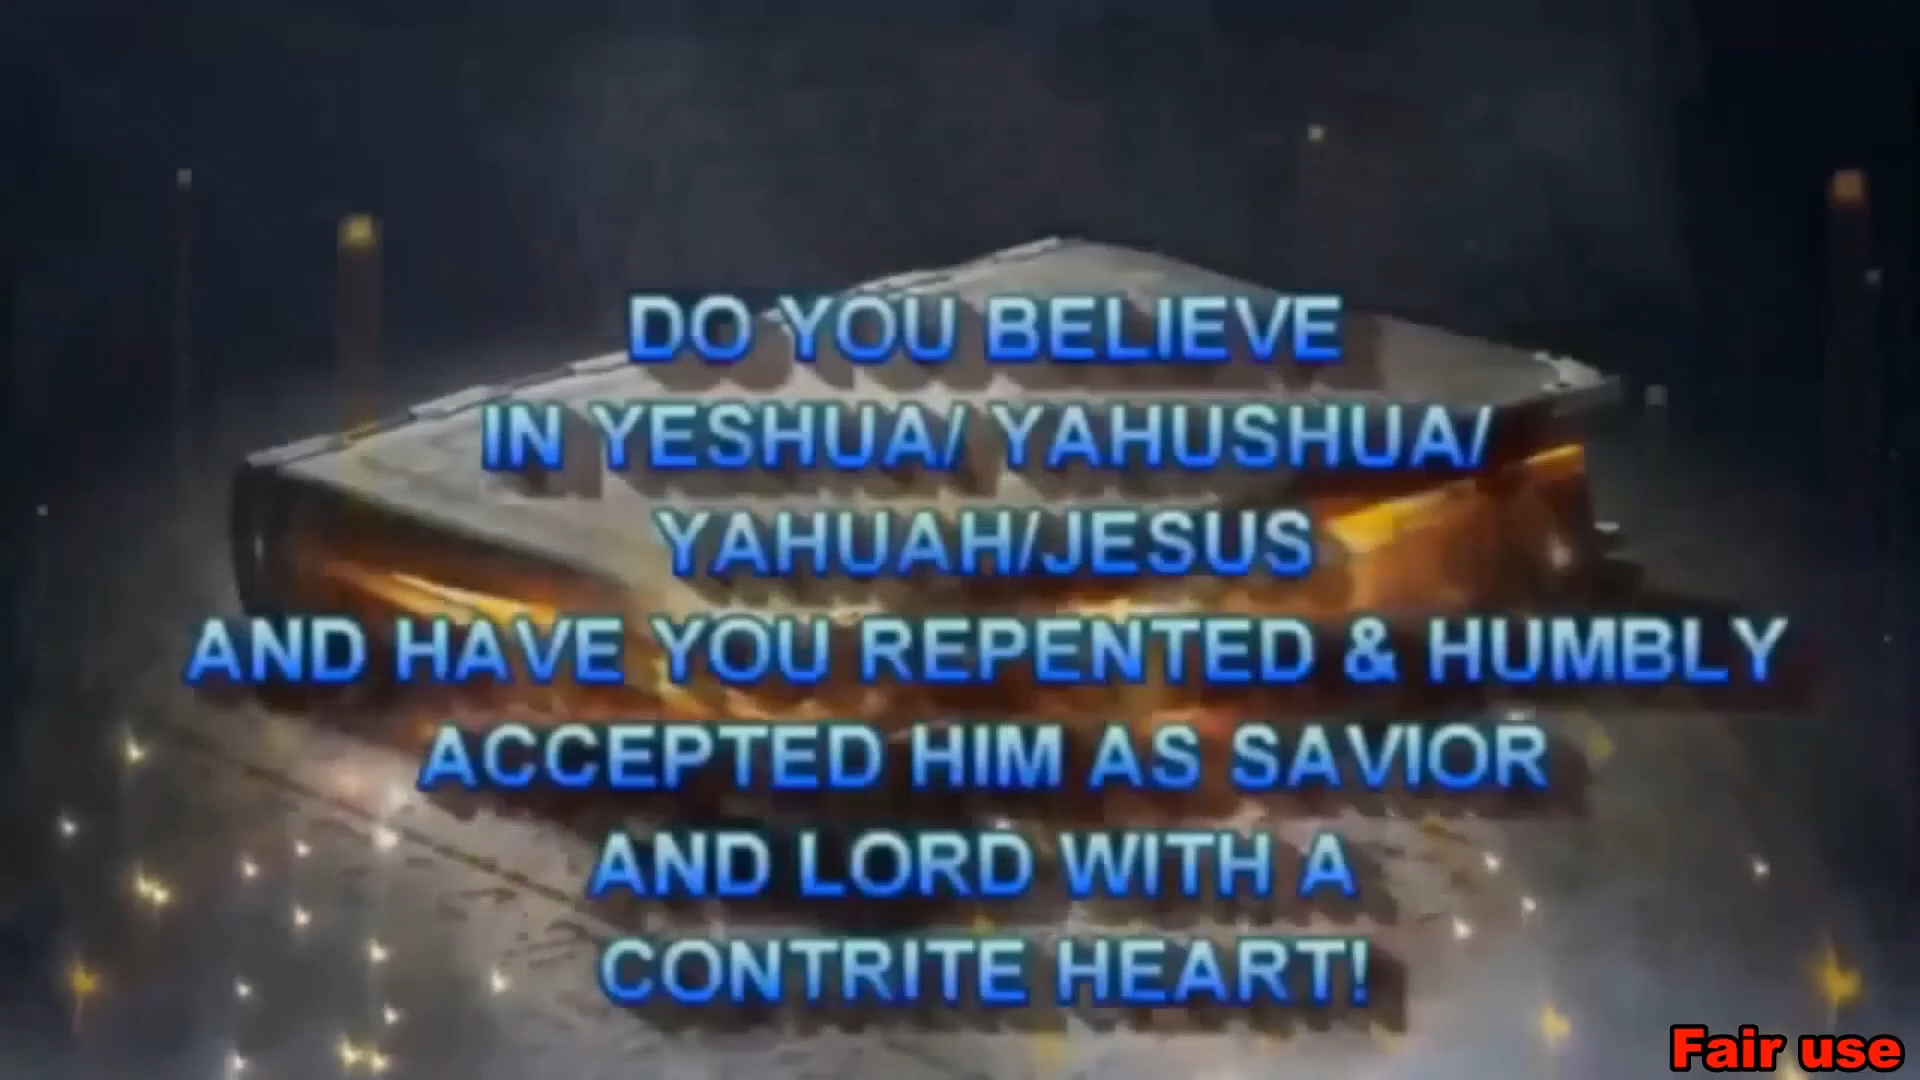 DO YOU BELIEVE
IN YESHUA/ YAHUSHUA/
YAHUAH/JESUS
AND HAVE YOU REPENTED & HUMBLY
ACCEPTED HIM AS SAVIOR
AND LORD WITH A
CONTRITE HEART!
Fair use